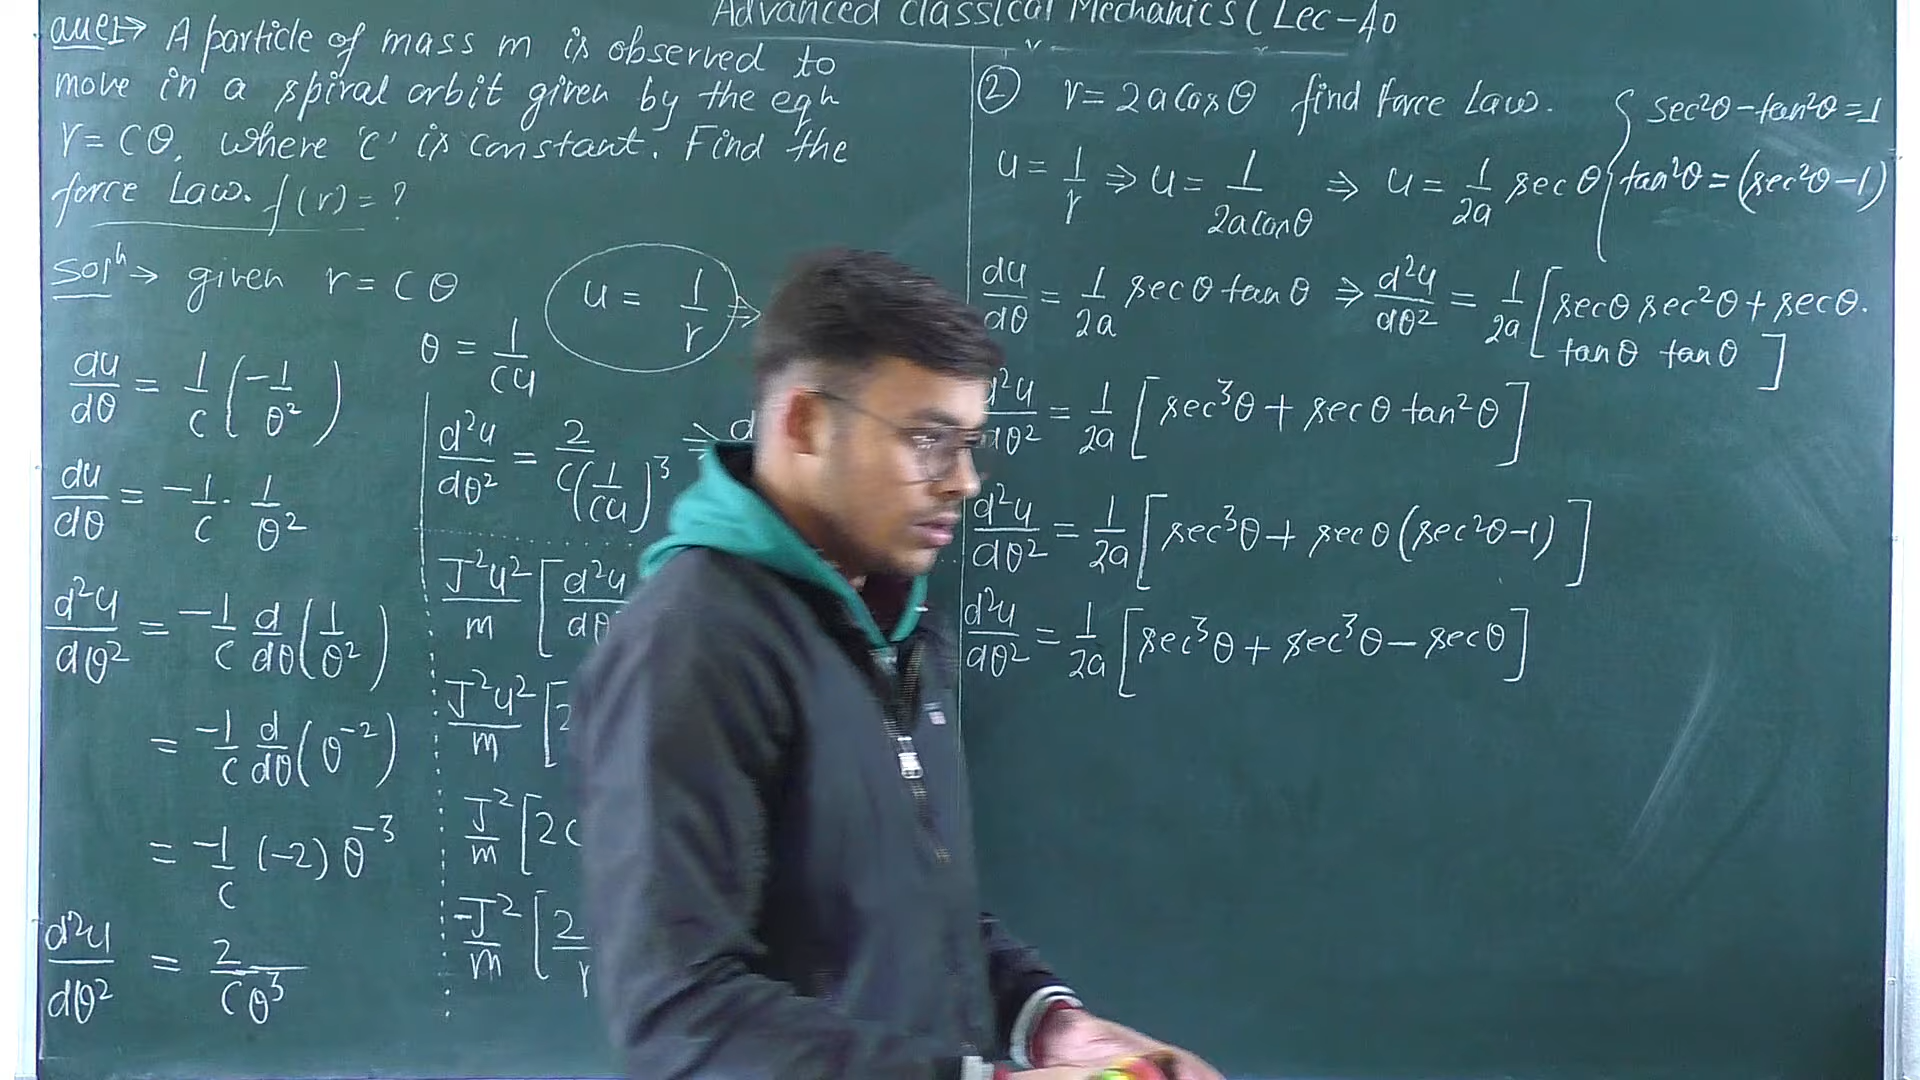 Advanced Classical Mechanics (Lec-40
Que1→ A particle of mass m is observed to
move in a spiral orbit given by the eqn
r = cθ, where 'c' is constant. Find the
force Law. f(r) = ?
Solⁿ → given r = cθ
u = 1/r ⇒
θ = 1/cu
du/dθ = 1/c (-1/θ²)
du/dθ = -1/c · 1/θ²
d²u/dθ² = -1/c d/dθ (1/θ²)
= -1/c d/dθ (θ⁻²)
= -1/c (-2) θ⁻³
d²u/dθ² = 2/cθ³
d²u/dθ² = 2/c(1/cu)³ ⇒ d
J²u²/m [d²u/dθ
J²u²/m [2
J²/m [2c
-J²/m [2/r
② r = 2a cosθ find force Law.
{ sec²θ - tan²θ = 1
tan²θ = (sec²θ - 1)
u = 1/r ⇒ u = 1/2a cosθ ⇒ u = 1/2a sec θ
du/dθ = 1/2a secθ tanθ ⇒ d²u/dθ² = 1/2a [secθ sec²θ + secθ.
tanθ tanθ ]
d²u/dθ² = 1/2a [sec³θ + secθ tan²θ]
d²u/dθ² = 1/2a [sec³θ + secθ (sec²θ-1) ]
d²u/dθ² = 1/2a [sec³θ + sec³θ - secθ]